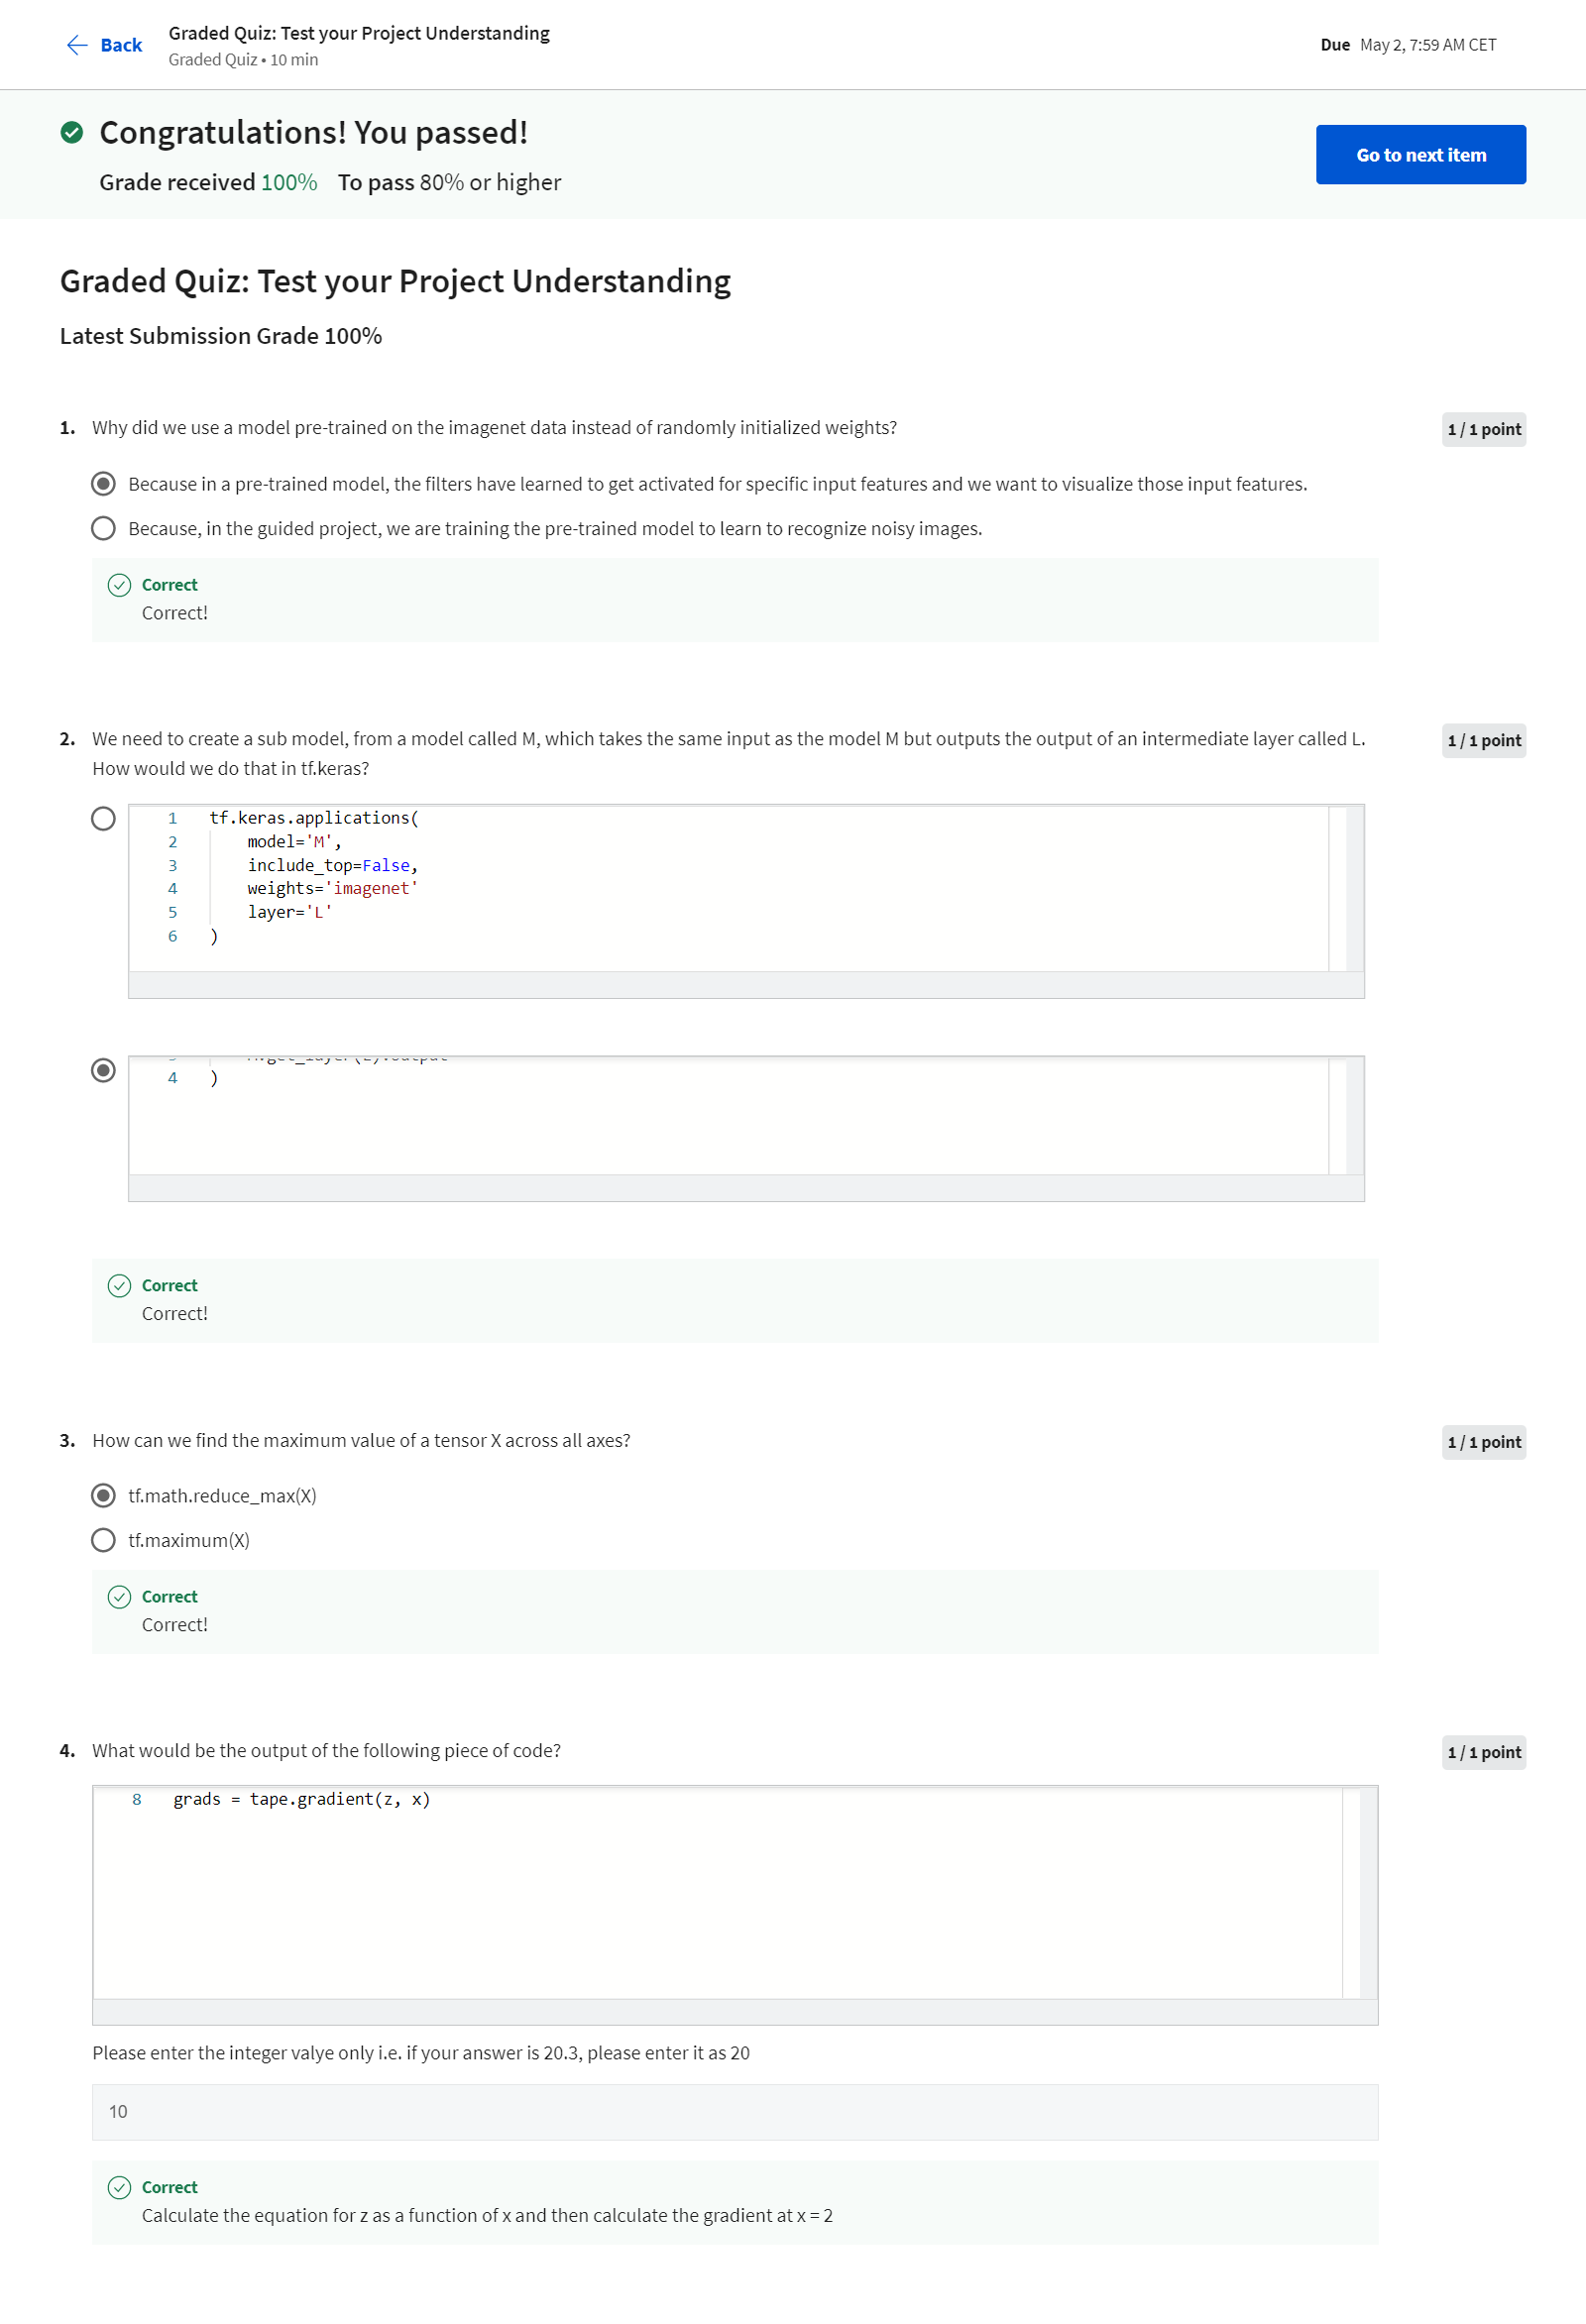 Back
Graded Quiz: Test your Project Understanding
Graded Quiz • 10 min
Due May 2, 7:59 AM CET
Congratulations! You passed!
Grade received 100% To pass 80% or higher
Go to next item
Graded Quiz: Test your Project Understanding
Latest Submission Grade 100%
1. Why did we use a model pre-trained on the imagenet data instead of randomly initialized weights?
1 / 1 point
Because in a pre-trained model, the filters have learned to get activated for specific input features and we want to visualize those input features.
Because, in the guided project, we are training the pre-trained model to learn to recognize noisy images.
Correct
Correct!
2. We need to create a sub model, from a model called M, which takes the same input as the model M but outputs the output of an intermediate layer called L.
How would we do that in tf.keras?
1 / 1 point
1 tf.keras.applications(
2 model='M',
3 include_top=False,
4 weights='imagenet'
5 layer='L'
6 )
4 )
Correct
Correct!
3. How can we find the maximum value of a tensor X across all axes?
1 / 1 point
tf.math.reduce_max(X)
tf.maximum(X)
Correct
Correct!
4. What would be the output of the following piece of code?
1 / 1 point
8 grads = tape.gradient(z, x)
Please enter the integer valye only i.e. if your answer is 20.3, please enter it as 20
10
Correct
Calculate the equation for z as a function of x and then calculate the gradient at x = 2